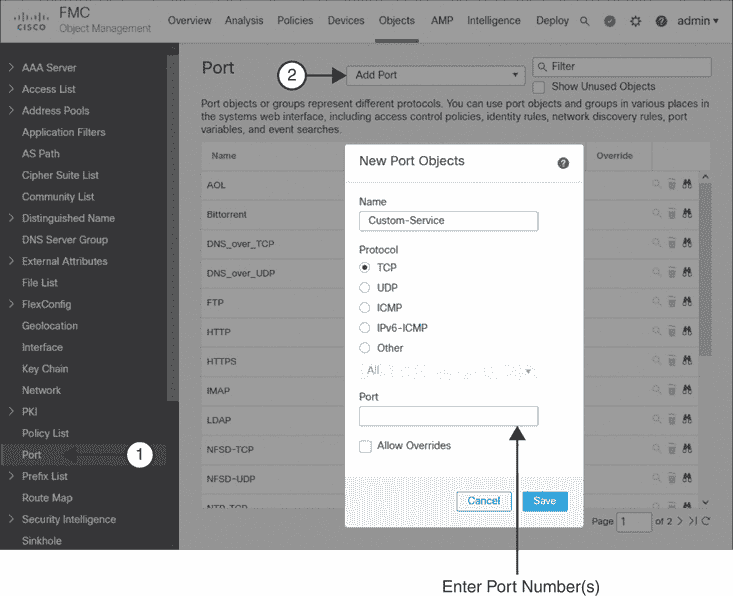 CISCO
FMC
Object Management
Overview
Analysis
Policies
Devices
Objects
AMP
Intelligence
Deploy
admin
AAA Server
Access List
Address Pools
Application Filters
AS Path
Cipher Suite List
Community List
Distinguished Name
DNS Server Group
External Attributes
File List
FlexConfig
Geolocation
Interface
Key Chain
Network
PKI
Policy List
Port
1
Prefix List
Route Map
Security Intelligence
Sinkhole
Port
2
Add Port
Filter
Show Unused Objects
Port objects or groups represent different protocols. You can use port objects and groups in various places in
the systems web interface, including access control policies, identity rules, network discovery rules, port
variables, and event searches.
Name
Override
AOL
Bittorrent
DNS_over_TCP
DNS_over_UDP
FTP
HTTP
HTTPS
IMAP
LDAP
NFSD-TCP
NFSD-UDP
NTP-TCP
New Port Objects
Name
Custom-Service
Protocol
TCP
UDP
ICMP
IPv6-ICMP
Other
All
Port
Allow Overrides
Cancel
Save
Page 1 of 2
Enter Port Number(s)